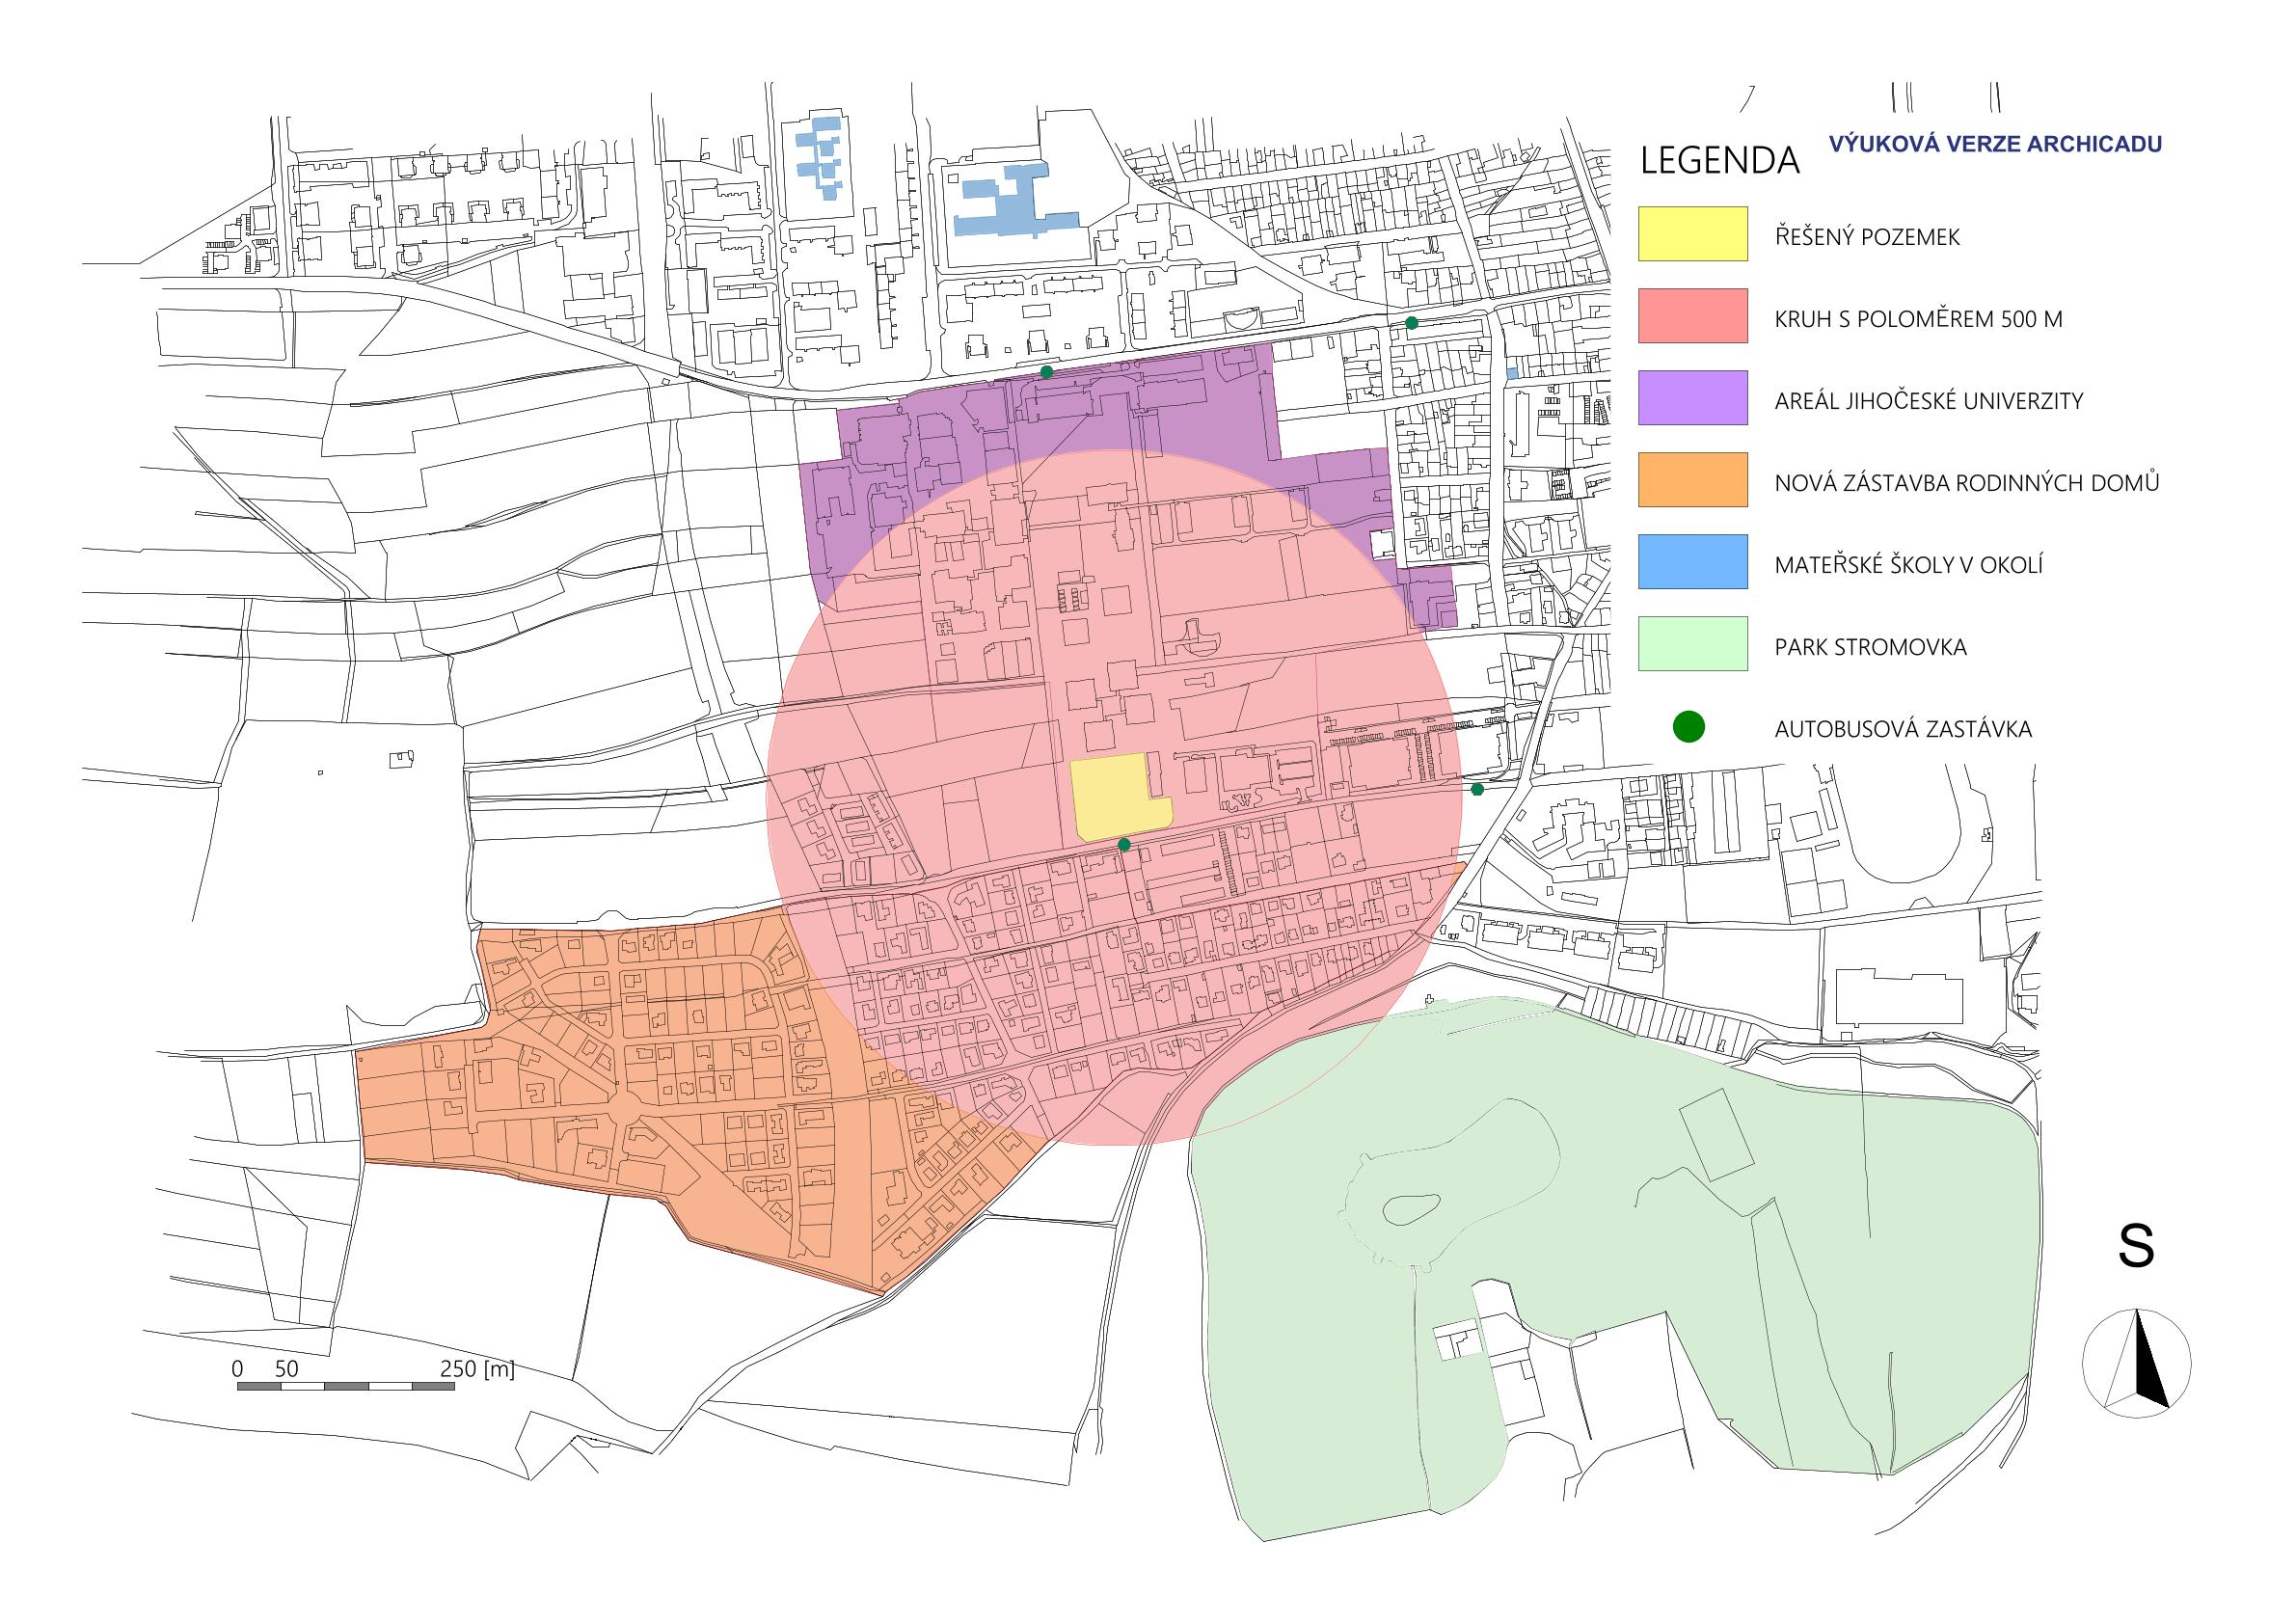 LEGENDA
VÝUKOVÁ VERZE ARCHICADU
ŘEŠENÝ POZEMEK
KRUH S POLOMĚREM 500 M
AREÁL JIHOČESKÉ UNIVERZITY
NOVÁ ZÁSTAVBA RODINNÝCH DOMŮ
MATEŘSKÉ ŠKOLY V OKOLÍ
PARK STROMOVKA
AUTOBUSOVÁ ZASTÁVKA
S
0 50 250 [m]